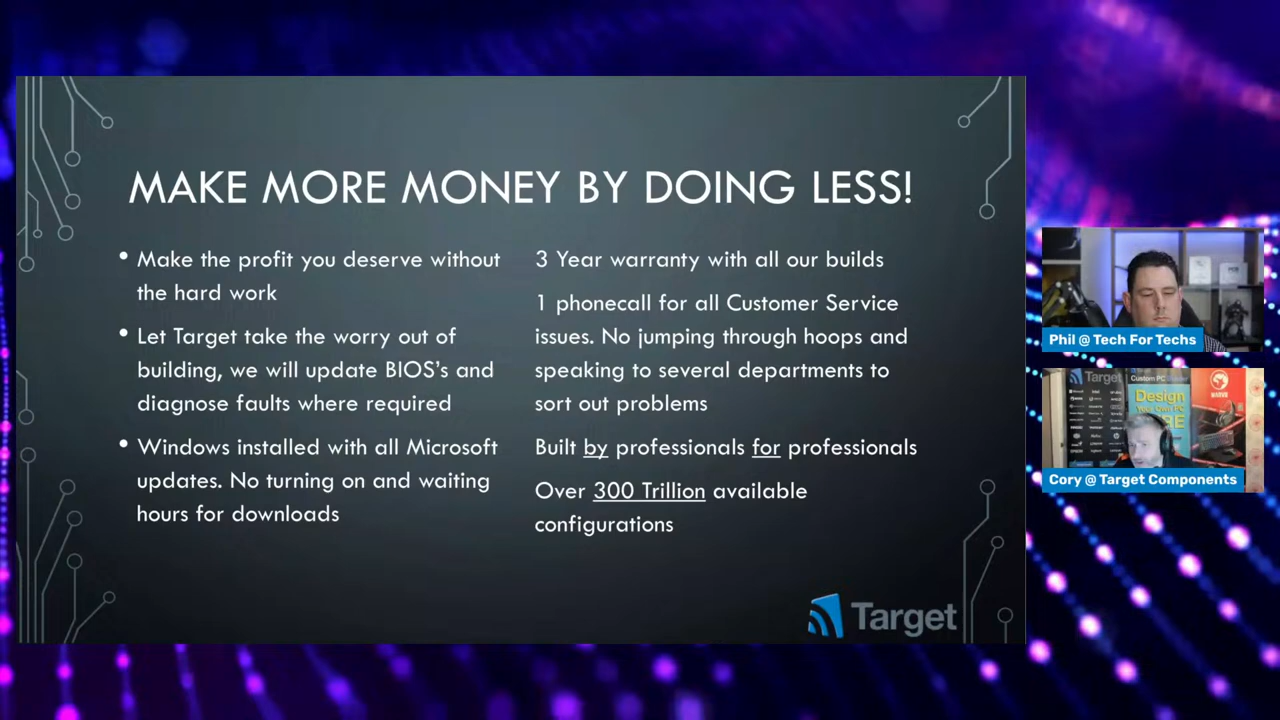 MAKE MORE MONEY BY DOING LESS!
• Make the profit you deserve without
the hard work
• Let Target take the worry out of
building, we will update BIOS's and
diagnose faults where required
• Windows installed with all Microsoft
updates. No turning on and waiting
hours for downloads
3 Year warranty with all our builds
1 phonecall for all Customer Service
issues. No jumping through hoops and
speaking to several departments to
sort out problems
Built by professionals for professionals
Over 300 Trillion available
configurations
Target
Phil @ Tech For Techs
Target
Custom PC
Design
Cory @ Target Components